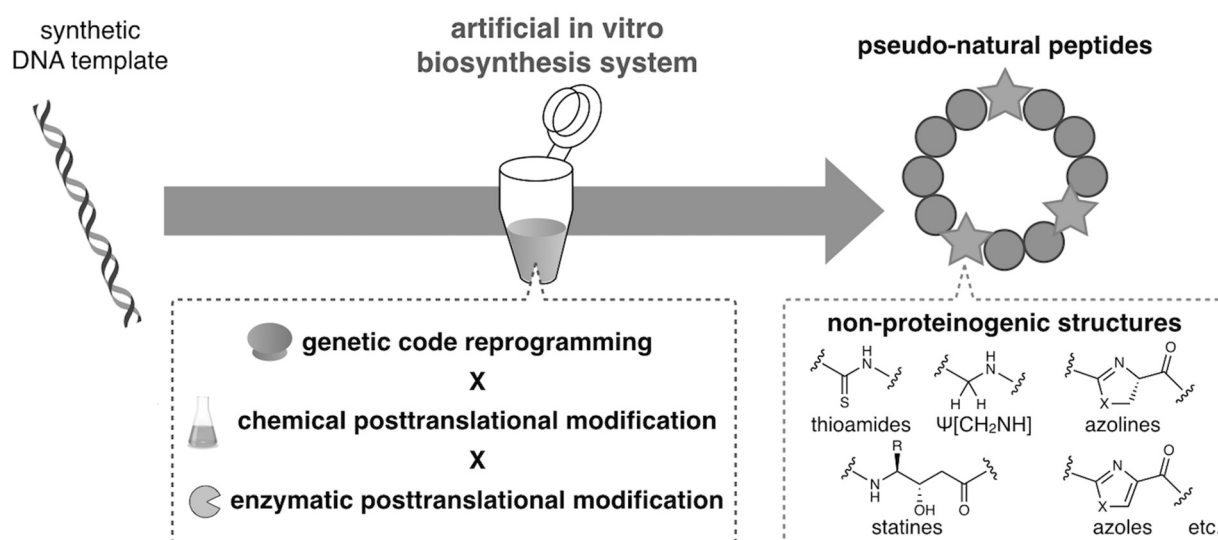 synthetic
DNA template
artificial in vitro
biosynthesis system
pseudo-natural peptides
genetic code reprogramming
X
chemical posttranslational modification
X
enzymatic posttranslational modification
non-proteinogenic structures
H
N
S
thioamides
H
N
H H
Ψ[CH₂NH]
N
O
X
azolines
R
N
H
OH
O
statines
N
O
X
azoles
etc.